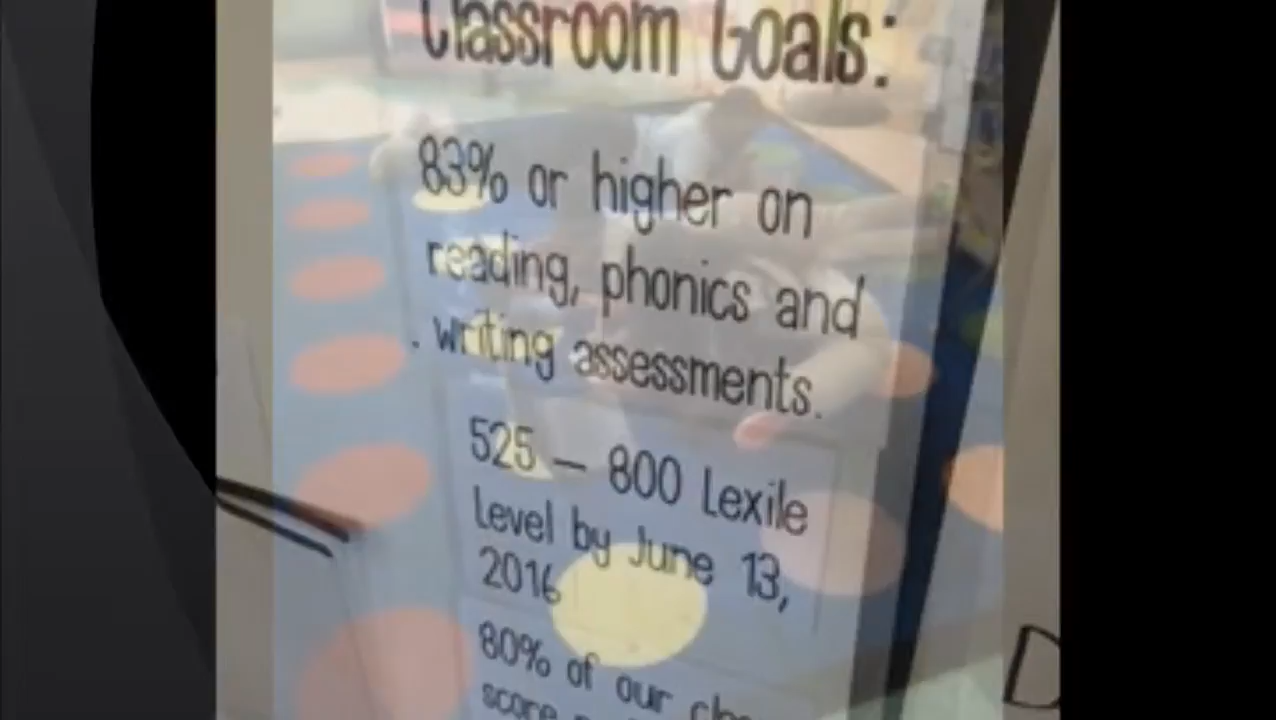 Classroom Goals:
83% or higher on
reading, phonics and
writing assessments.
525 – 800 Lexile
Level by June 13,
2016
80% of our
score
D